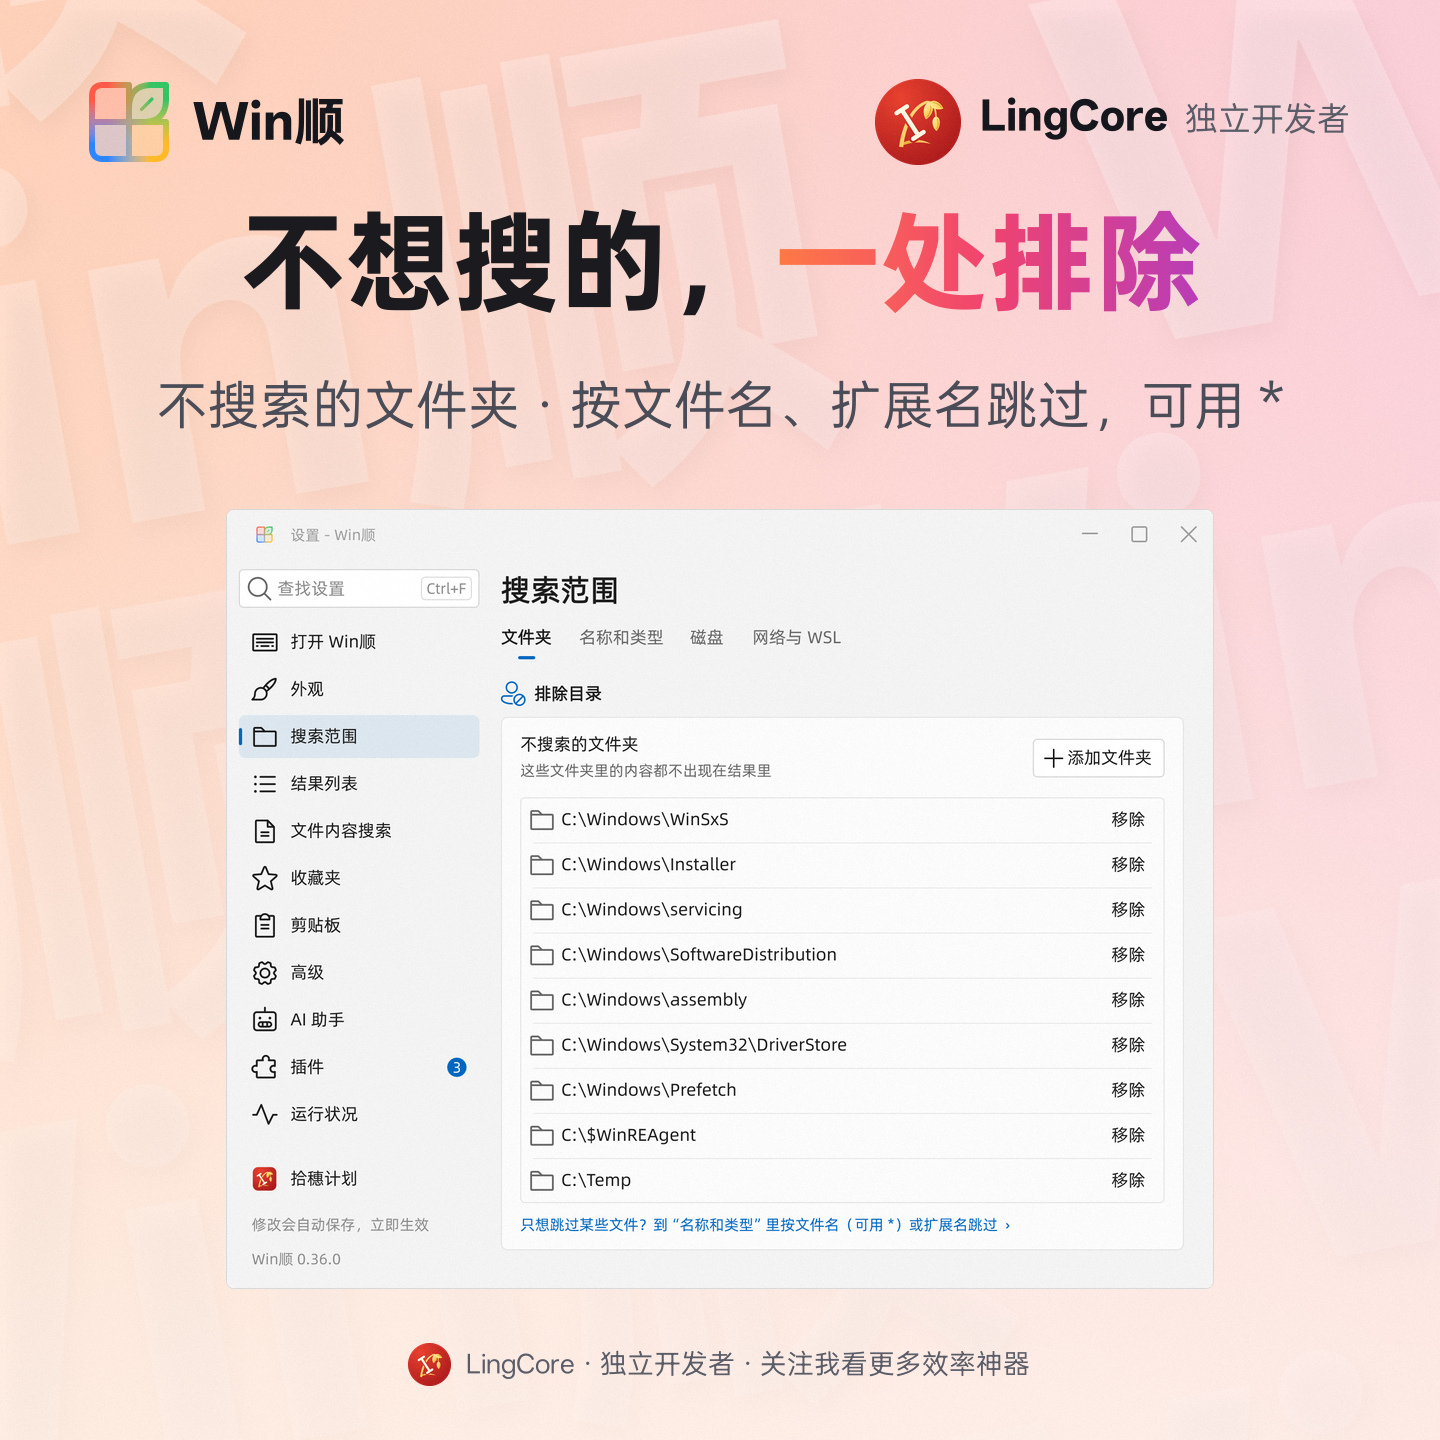 Win顺
LingCore 独立开发者
不想搜的，一处排除
不搜索的文件夹 · 按文件名、扩展名跳过，可用 *
设置 - Win顺
查找设置 Ctrl+F
打开 Win顺
外观
搜索范围
结果列表
文件内容搜索
收藏夹
剪贴板
高级
AI 助手
插件 3
运行状况
拾穗计划
修改会自动保存，立即生效
Win顺 0.36.0
搜索范围
文件夹 名称和类型 磁盘 网络与 WSL
排除目录
不搜索的文件夹
这些文件夹里的内容都不出现在结果里
添加文件夹
C:\Windows\WinSxS 移除
C:\Windows\Installer 移除
C:\Windows\servicing 移除
C:\Windows\SoftwareDistribution 移除
C:\Windows\assembly 移除
C:\Windows\System32\DriverStore 移除
C:\Windows\Prefetch 移除
C:\$WinREAgent 移除
C:\Temp 移除
只想跳过某些文件？到“名称和类型”里按文件名（可用 *）或扩展名跳过 ›
LingCore · 独立开发者 · 关注我看更多效率神器